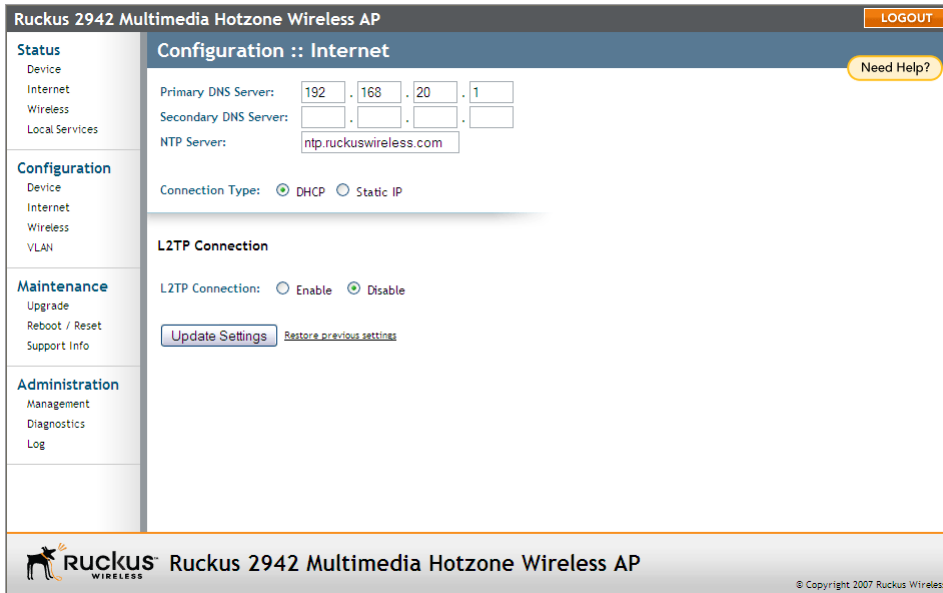 Ruckus 2942 Multimedia Hotzone Wireless AP
LOGOUT
Status
Device
Internet
Wireless
Local Services
Configuration
Device
Internet
Wireless
VLAN
Maintenance
Upgrade
Reboot / Reset
Support Info
Administration
Management
Diagnostics
Log
Configuration :: Internet
Need Help?
Primary DNS Server: 192 . 168 . 20 . 1
Secondary DNS Server: . . .
NTP Server: ntp.ruckuswireless.com
Connection Type: DHCP Static IP
L2TP Connection
L2TP Connection: Enable Disable
Update Settings Restore previous settings
RUCKUS™ WIRELESS
Ruckus 2942 Multimedia Hotzone Wireless AP
© Copyright 2007 Ruckus Wireles